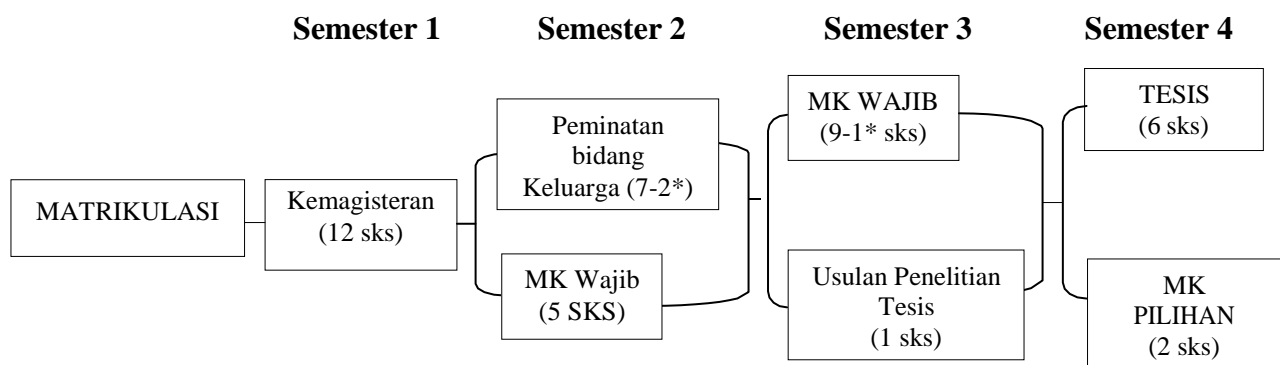 Semester 1 Semester 2 Semester 3 Semester 4
MATRIKULASI
Kemagisteran
(12 sks)
Peminatan
bidang
Keluarga (7-2*)
MK Wajib
(5 SKS)
MK WAJIB
(9-1* sks)
Usulan Penelitian
Tesis
(1 sks)
TESIS
(6 sks)
MK
PILIHAN
(2 sks)